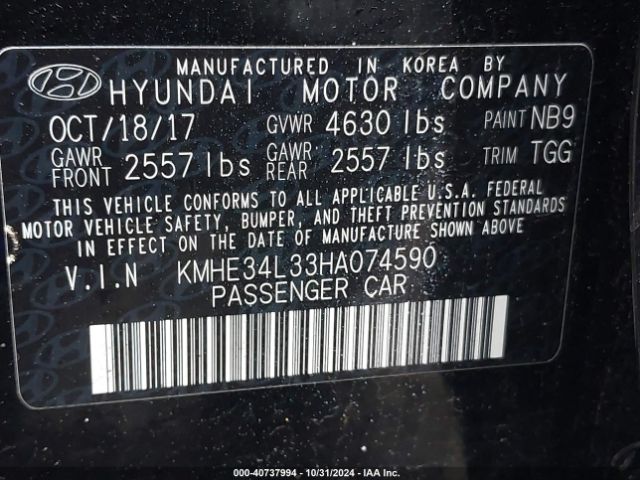 MANUFACTURED IN KOREA BY
HYUNDAI MOTOR COMPANY
OCT/18/17 GVWR 4630 lbs PAINT NB9
GAWR FRONT 2557 lbs GAWR REAR 2557 lbs TRIM TGG
THIS VEHICLE CONFORMS TO ALL APPLICABLE U.S.A. FEDERAL
MOTOR VEHICLE SAFETY, BUMPER, AND THEFT PREVENTION STANDARDS
IN EFFECT ON THE DATE OF MANUFACTURE SHOWN ABOVE.
V.I.N KMHE34L33HA074590
PASSENGER CAR
000-40737994 - 10/31/2024 - IAA Inc.